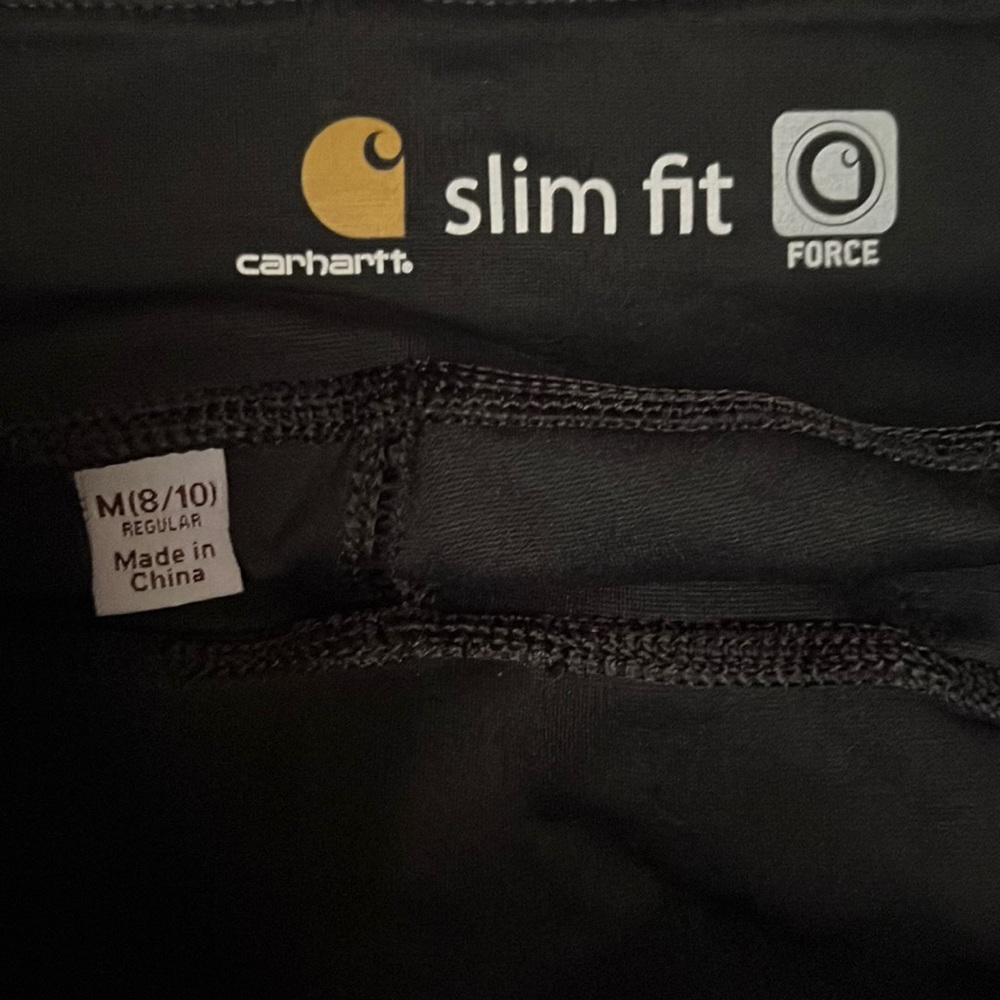 carhartt.
slim fit
FORCE
M(8/10)
REGULAR
Made in
China